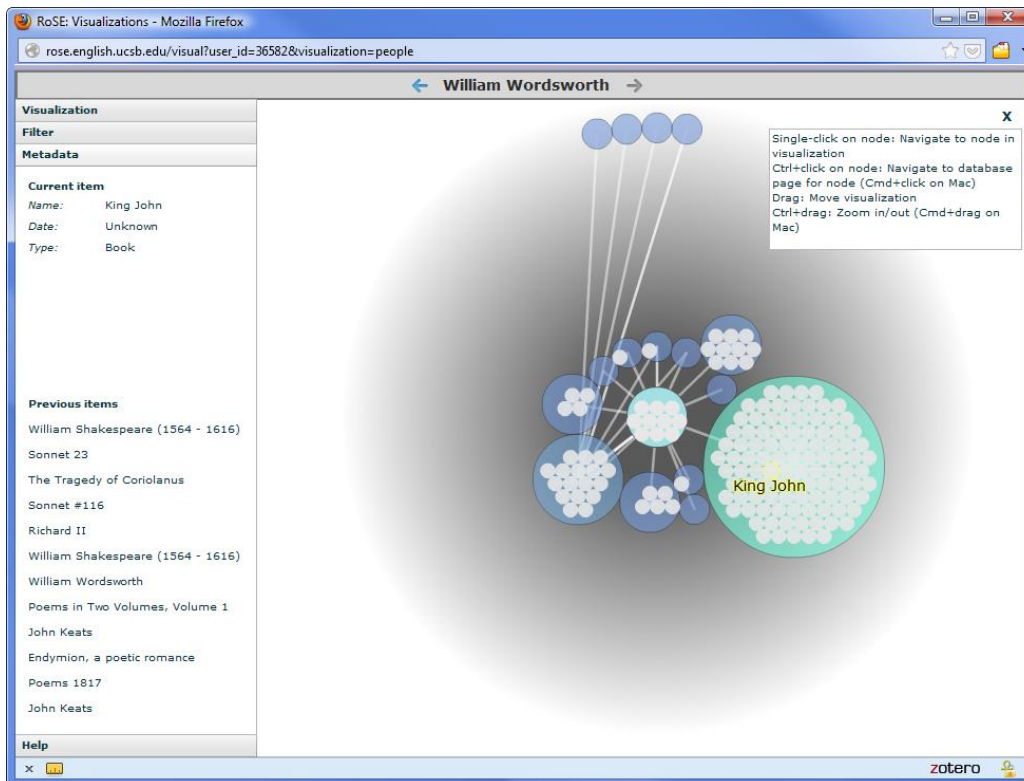 RoSE: Visualizations - Mozilla Firefox
rose.english.ucsb.edu/visual?user_id=36582&visualization=people
William Wordsworth
Visualization
Filter
Metadata
Current item
Name: King John
Date: Unknown
Type: Book
Previous items
William Shakespeare (1564 - 1616)
Sonnet 23
The Tragedy of Coriolanus
Sonnet #116
Richard II
William Shakespeare (1564 - 1616)
William Wordsworth
Poems in Two Volumes, Volume 1
John Keats
Endymion, a poetic romance
Poems 1817
John Keats
Help
X
Single-click on node: Navigate to node in
visualization
Ctrl+click on node: Navigate to database
page for node (Cmd+click on Mac)
Drag: Move visualization
Ctrl+drag: Zoom in/out (Cmd+drag on
Mac)
King John
x
zotero